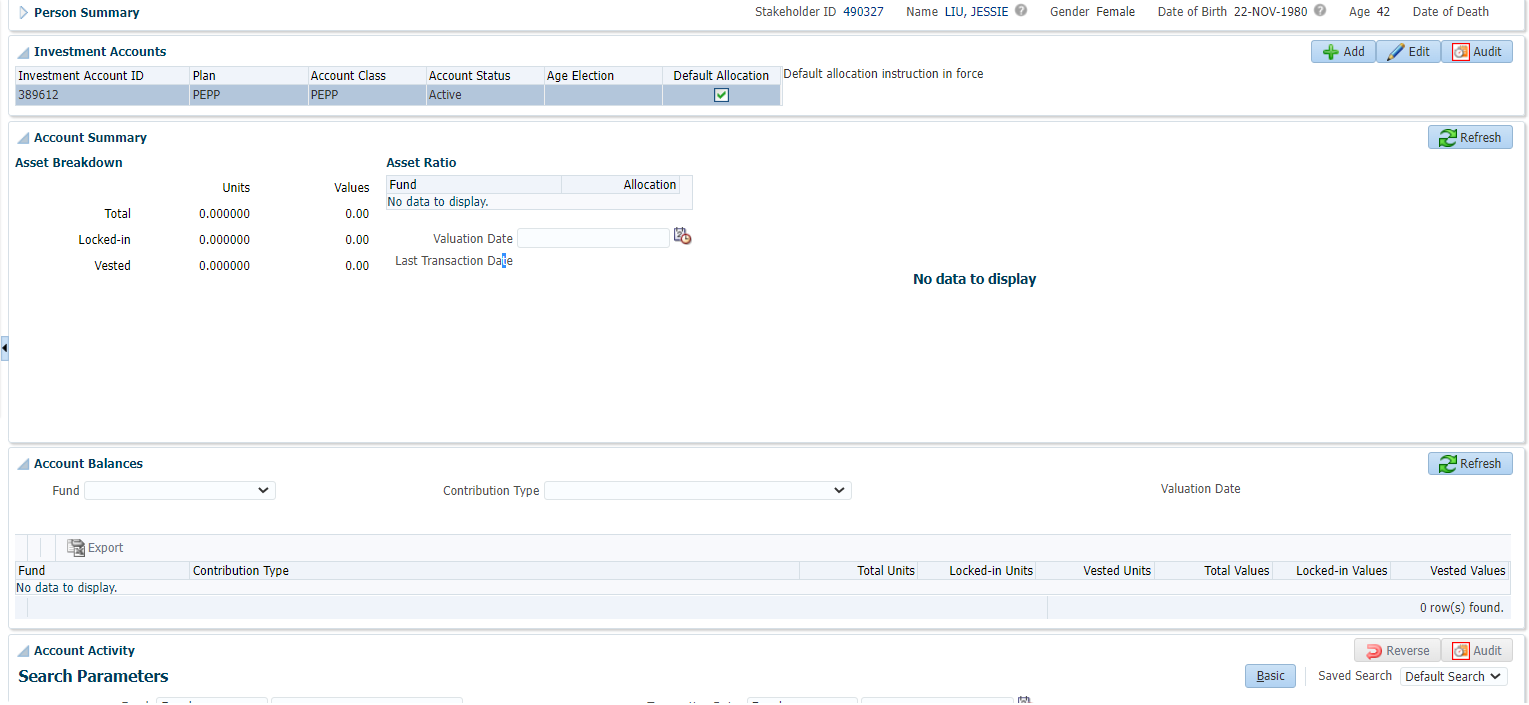 Person Summary Stakeholder ID 490327 Name LIU, JESSIE Gender Female Date of Birth 22-NOV-1980 Age 42 Date of Death
Investment Accounts Add Edit Audit
Investment Account ID Plan Account Class Account Status Age Election Default Allocation Default allocation instruction in force
389612 PEPP PEPP Active
Account Summary Refresh
Asset Breakdown Asset Ratio
Units Values Fund Allocation
No data to display.
Total 0.000000 0.00
Locked-in 0.000000 0.00 Valuation Date
Vested 0.000000 0.00 Last Transaction Date
No data to display
Account Balances Refresh
Fund Contribution Type Valuation Date
Export
Fund Contribution Type Total Units Locked-in Units Vested Units Total Values Locked-in Values Vested Values
No data to display.
0 row(s) found.
Account Activity Reverse Audit
Search Parameters Basic Saved Search Default Search